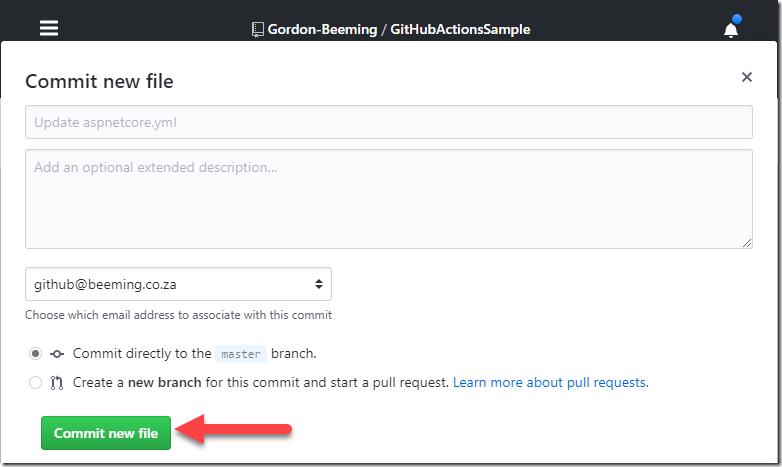 Gordon-Beeming / GitHubActionsSample
Commit new file
Update aspnetcore.yml
Add an optional extended description...
github@beeming.co.za
Choose which email address to associate with this commit
Commit directly to the master branch.
Create a new branch for this commit and start a pull request. Learn more about pull requests.
Commit new file